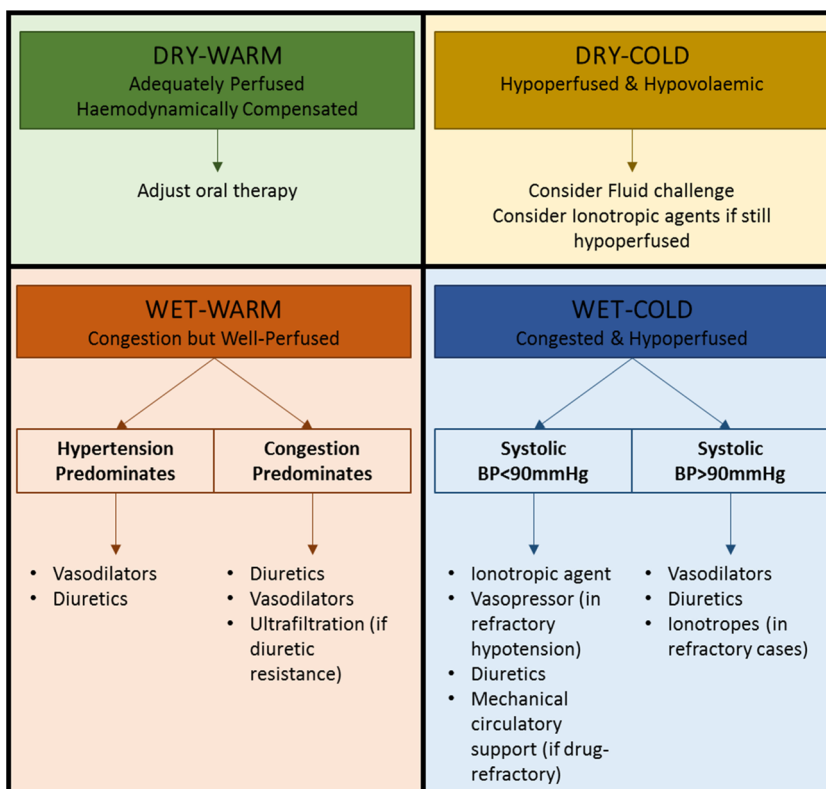 DRY-WARM
Adequately Perfused
Haemodynamically Compensated
Adjust oral therapy
DRY-COLD
Hypoperfused & Hypovolaemic
Consider Fluid challenge
Consider Ionotropic agents if still
hypoperfused
WET-WARM
Congestion but Well-Perfused
Hypertension
Predominates
• Vasodilators
• Diuretics
Congestion
Predominates
• Diuretics
• Vasodilators
• Ultrafiltration (if
diuretic
resistance)
WET-COLD
Congested & Hypoperfused
Systolic
BP<90mmHg
• Ionotropic agent
• Vasopressor (in
refractory
hypotension)
• Diuretics
• Mechanical
circulatory
support (if drug-
refractory)
Systolic
BP>90mmHg
• Vasodilators
• Diuretics
• Ionotropes (in
refractory cases)